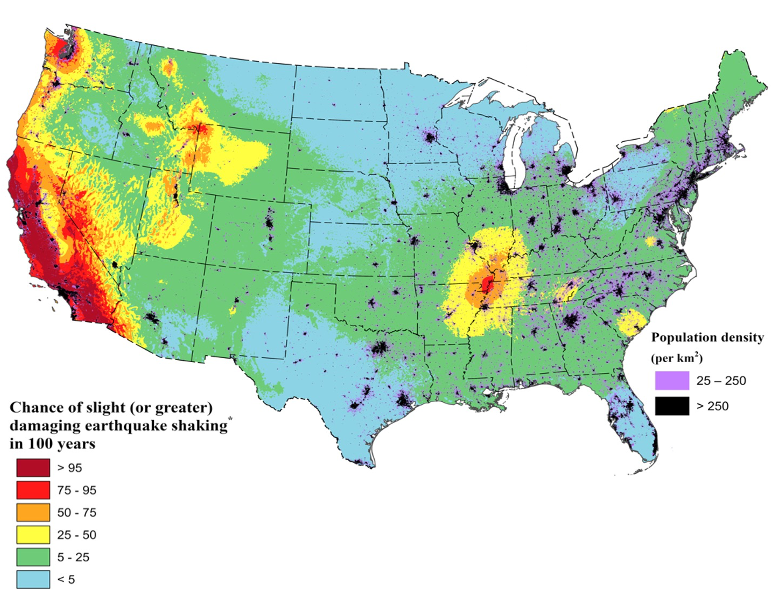 Population density
(per km²)
25 – 250
> 250
Chance of slight (or greater)
damaging earthquake shaking*
in 100 years
> 95
75 - 95
50 - 75
25 - 50
5 - 25
< 5